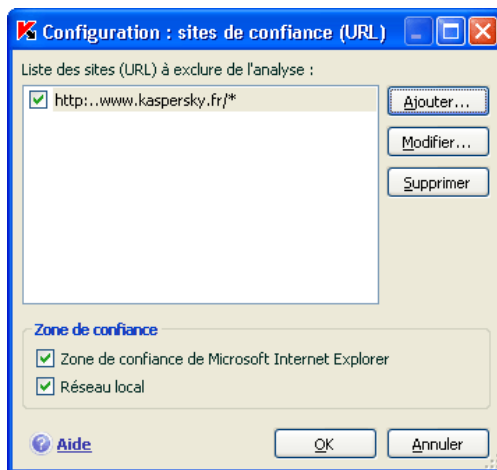 Configuration : sites de confiance (URL)
Liste des sites (URL) à exclure de l'analyse :
http:..www.kaspersky.fr/*
Ajouter...
Modifier...
Supprimer
Zone de confiance
Zone de confiance de Microsoft Internet Explorer
Réseau local
Aide
OK
Annuler